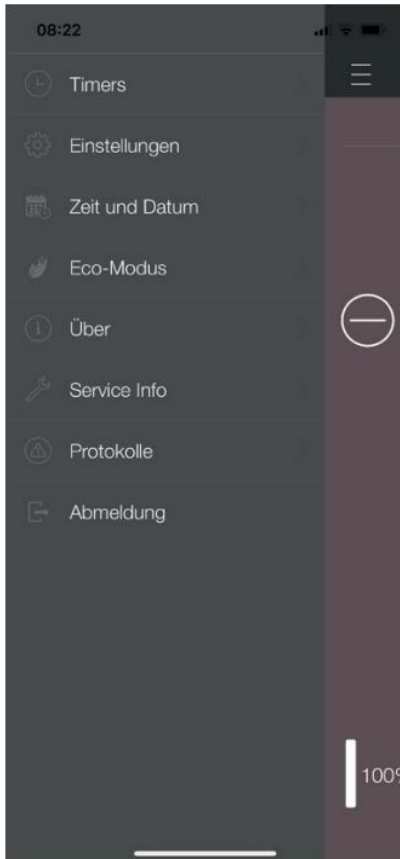 08:22
Timers
Einstellungen
Zeit und Datum
Eco-Modus
Über
Service Info
Protokolle
Abmeldung
100%